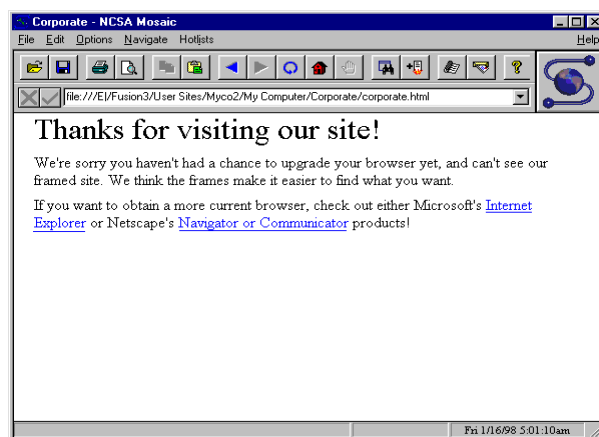 Corporate - NCSA Mosaic
File Edit Options Navigate Hotlists Help
file:///E|/Fusion3/User Sites/Myco2/My Computer/Corporate/corporate.html
Thanks for visiting our site!
We're sorry you haven't had a chance to upgrade your browser yet, and can't see our
framed site. We think the frames make it easier to find what you want.
If you want to obtain a more current browser, check out either Microsoft's Internet
Explorer or Netscape's Navigator or Communicator products!
Fri 1/16/98 5:01:10am